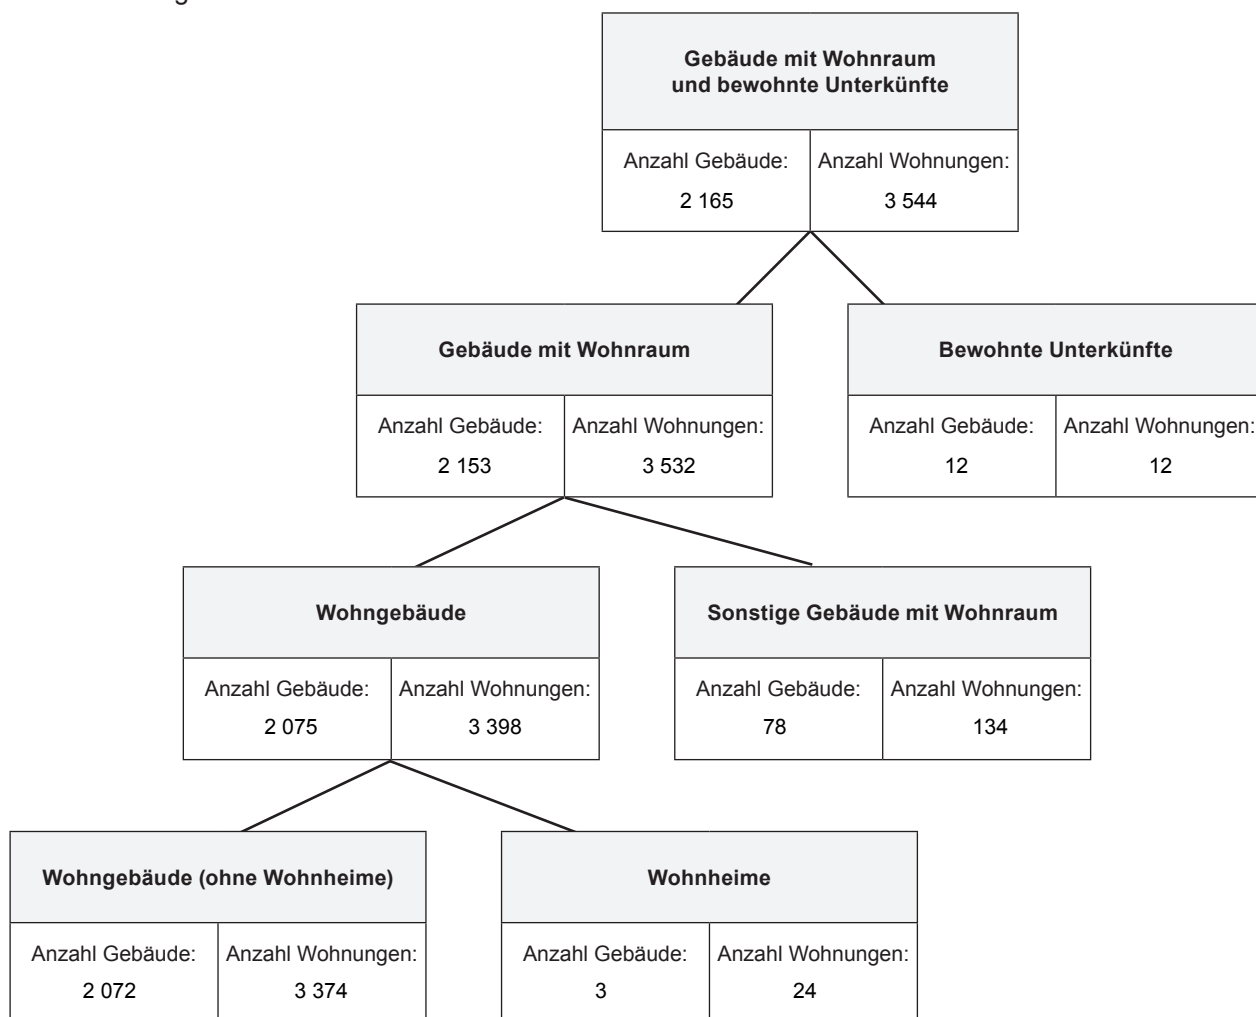 Gebäude mit Wohnraum
und bewohnte Unterkünfte
Anzahl Gebäude: Anzahl Wohnungen:
2 165 3 544
Gebäude mit Wohnraum
Anzahl Gebäude: Anzahl Wohnungen:
2 153 3 532
Bewohnte Unterkünfte
Anzahl Gebäude: Anzahl Wohnungen:
12 12
Wohngebäude
Anzahl Gebäude: Anzahl Wohnungen:
2 075 3 398
Sonstige Gebäude mit Wohnraum
Anzahl Gebäude: Anzahl Wohnungen:
78 134
Wohngebäude (ohne Wohnheime)
Anzahl Gebäude: Anzahl Wohnungen:
2 072 3 374
Wohnheime
Anzahl Gebäude: Anzahl Wohnungen:
3 24